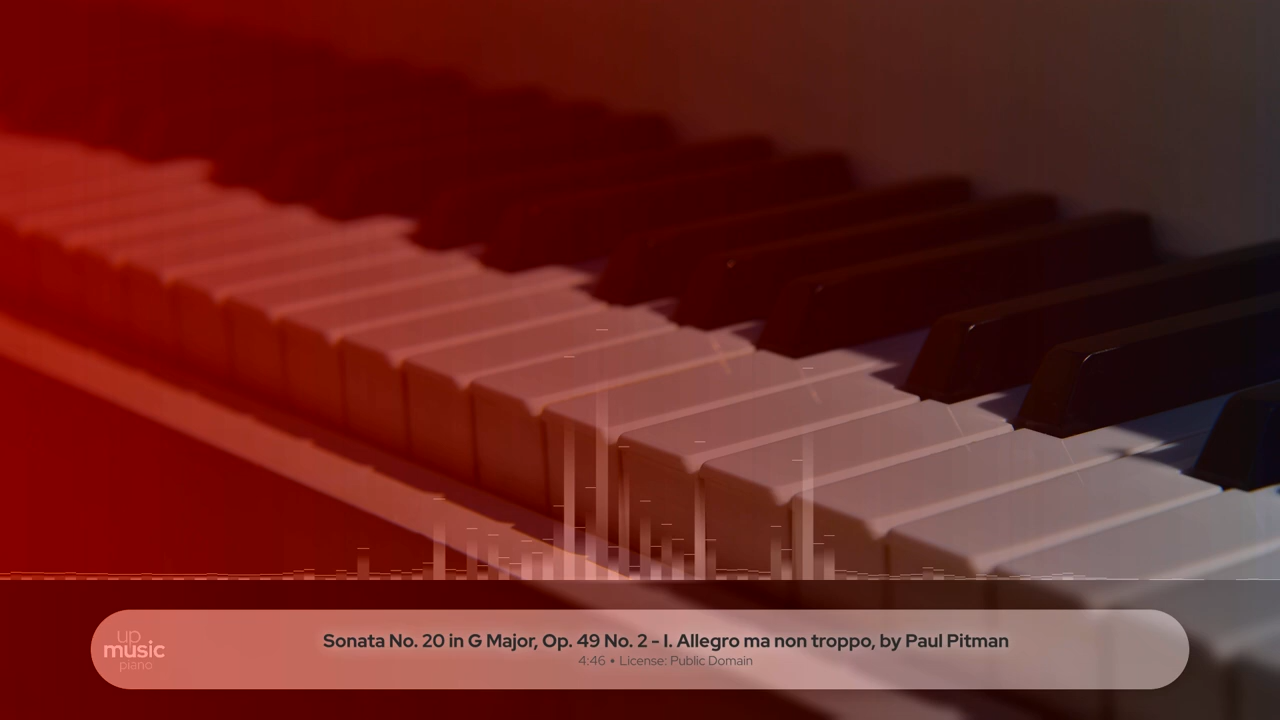 up
music
piano
Sonata No. 20 in G Major, Op. 49 No. 2 - I. Allegro ma non troppo, by Paul Pitman
4:46 • License: Public Domain